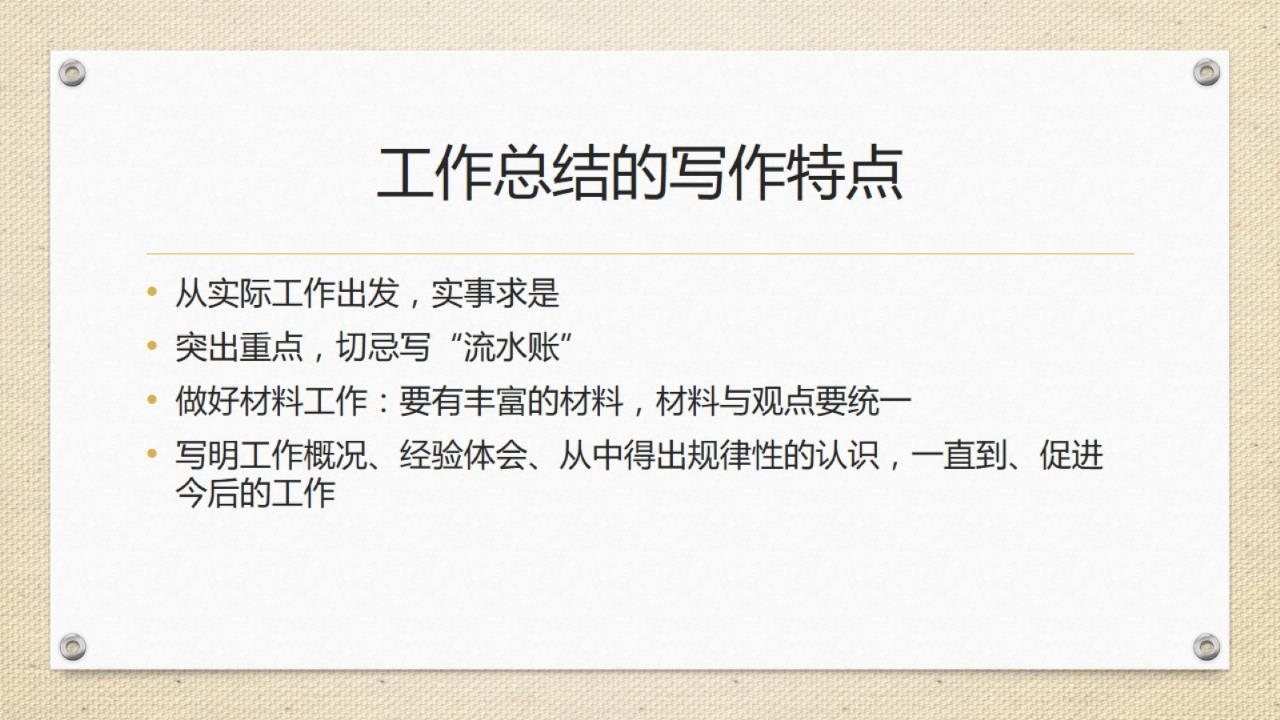 工作总结的写作特点
• 从实际工作出发，实事求是
• 突出重点，切忌写“流水账”
• 做好材料工作：要有丰富的材料，材料与观点要统一
• 写明工作概况、经验体会、从中得出规律性的认识，一直到、促进
今后的工作